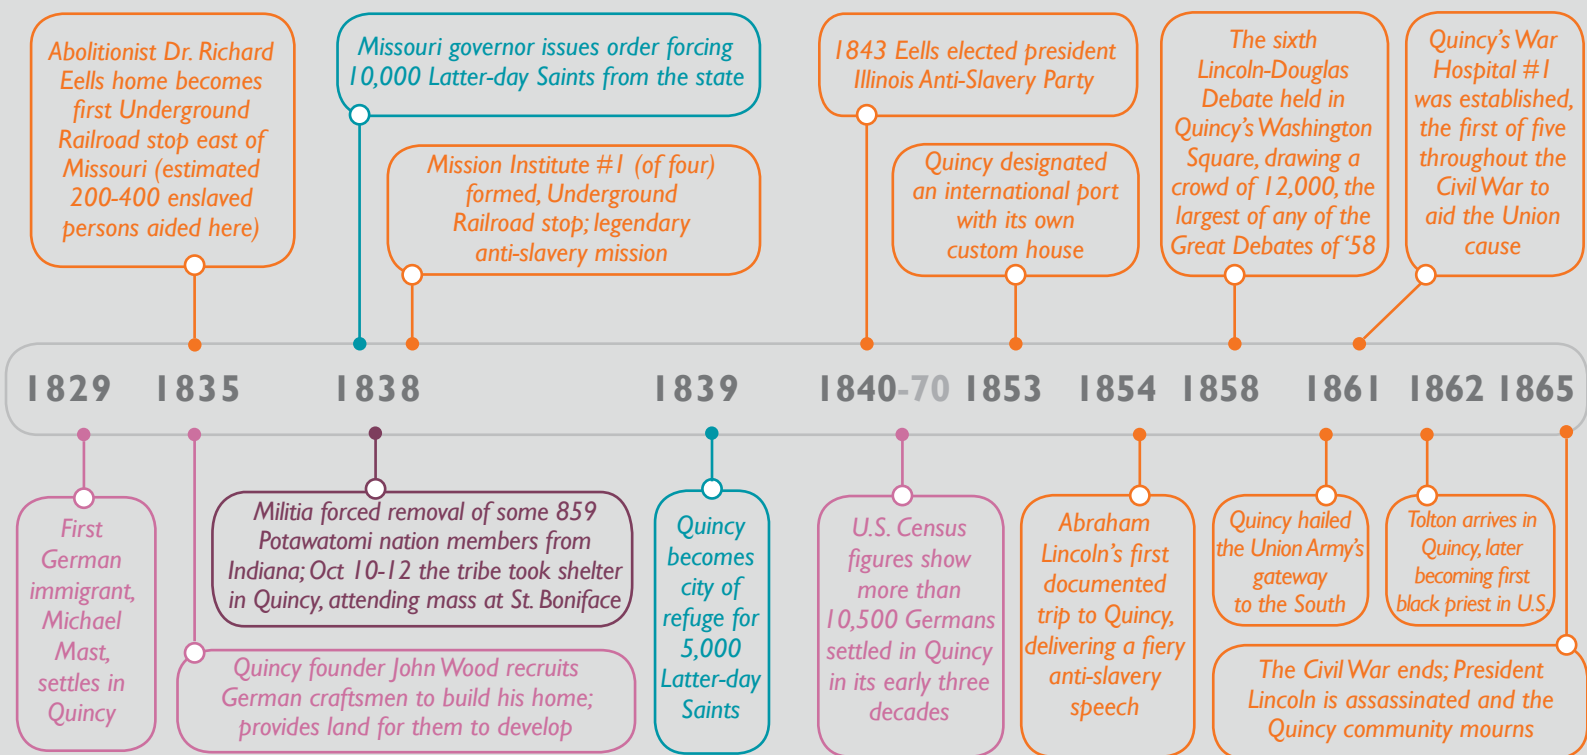 Abolitionist Dr. Richard
Eells home becomes
first Underground
Railroad stop east of
Missouri (estimated
200-400 enslaved
persons aided here)
Missouri governor issues order forcing
10,000 Latter-day Saints from the state
Mission Institute #1 (of four)
formed, Underground
Railroad stop; legendary
anti-slavery mission
1843 Eells elected president
Illinois Anti-Slavery Party
Quincy designated
an international port
with its own
custom house
The sixth
Lincoln-Douglas
Debate held in
Quincy's Washington
Square, drawing a
crowd of 12,000, the
largest of any of the
Great Debates of '58
Quincy's War
Hospital #1
was established,
the first of five
throughout the
Civil War to
aid the Union
cause
1829 1835 1838 1839 1840-70 1853 1854 1858 1861 1862 1865
First
German
immigrant,
Michael
Mast,
settles in
Quincy
Militia forced removal of some 859
Potawatomi nation members from
Indiana; Oct 10-12 the tribe took shelter
in Quincy, attending mass at St. Boniface
Quincy founder John Wood recruits
German craftsmen to build his home;
provides land for them to develop
Quincy
becomes
city of
refuge for
5,000
Latter-day
Saints
U.S. Census
figures show
more than
10,500 Germans
settled in Quincy
in its early three
decades
Abraham
Lincoln's first
documented
trip to Quincy,
delivering a fiery
anti-slavery
speech
Quincy hailed
the Union Army's
gateway
to the South
Tolton arrives in
Quincy, later
becoming first
black priest in U.S.
The Civil War ends; President
Lincoln is assassinated and the
Quincy community mourns